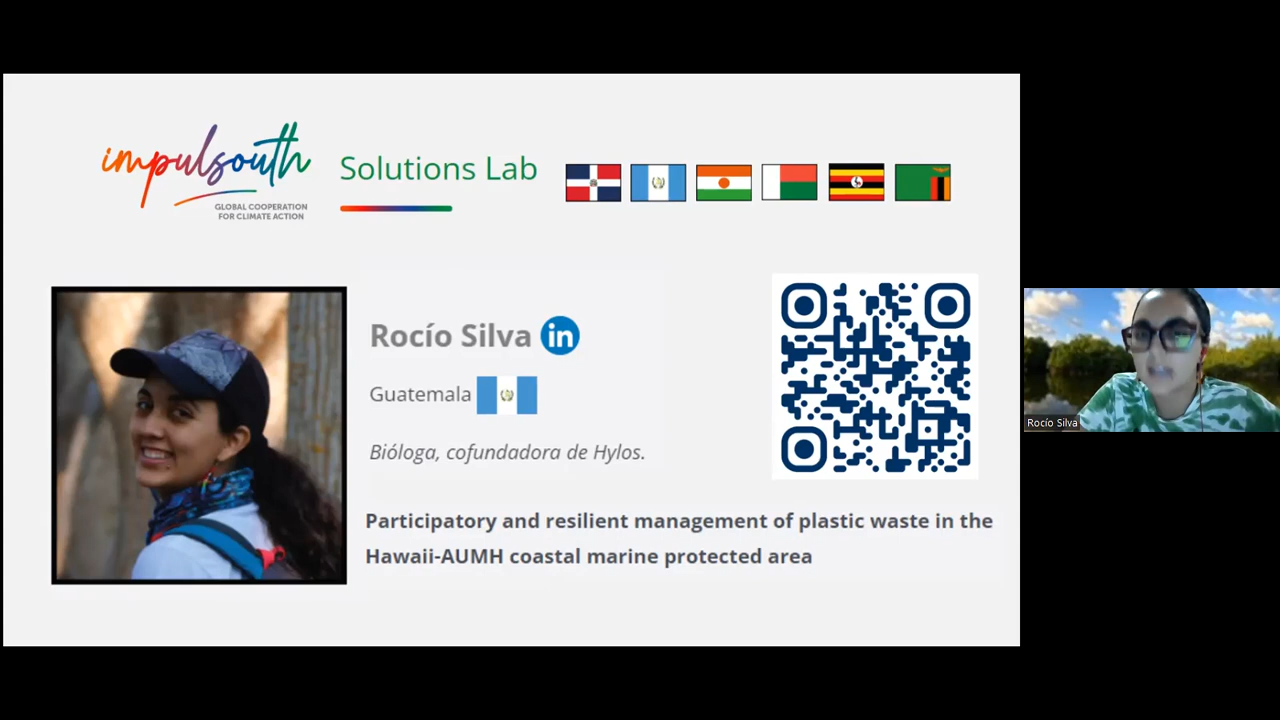 impulsouth
GLOBAL COOPERATION
FOR CLIMATE ACTION
Solutions Lab
Rocío Silva in
Guatemala
Bióloga, cofundadora de Hylos.
Participatory and resilient management of plastic waste in the
Hawaii-AUMH coastal marine protected area
Rocío Silva